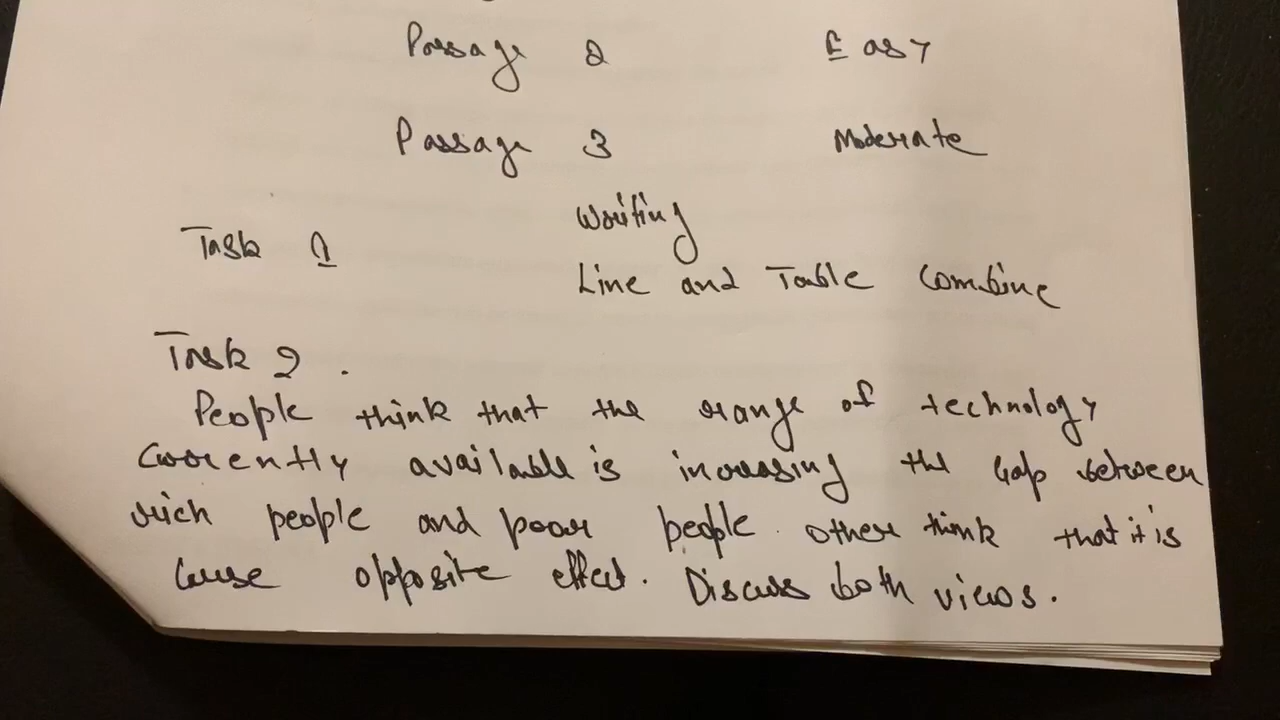 Passage 2 Easy
Passage 3 Moderate
Writing
Task 1
Line and Table Combine
Task 2.
People think that the range of technology
currently available is increasing the Gap between
rich people and poor people. other think that it is
cause opposite effect. Discuss both views.